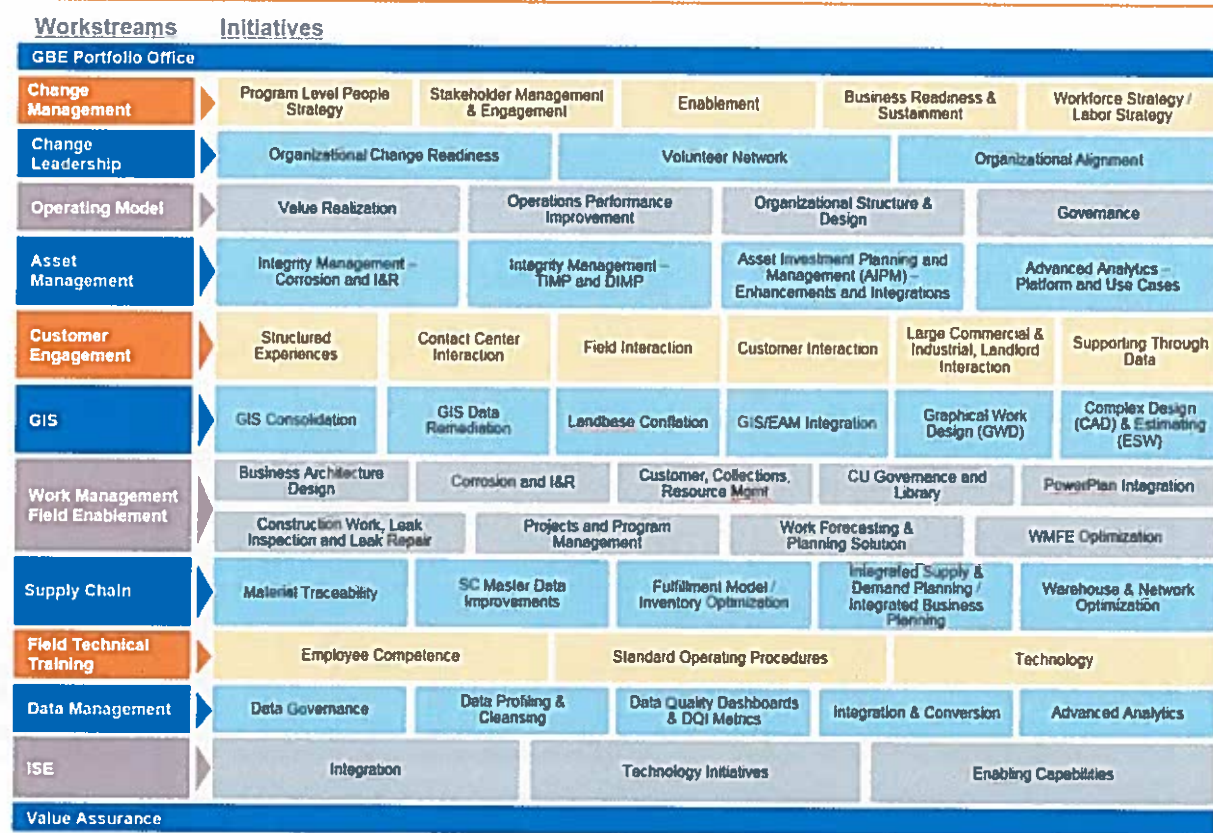 Workstreams Initiatives
GBE Portfolio Office
Change
Management
Program Level People
Strategy
Stakeholder Management
& Engagement
Enablement
Business Readiness &
Sustainment
Workforce Strategy /
Labor Strategy
Change
Leadership
Organizational Change Readiness
Volunteer Network
Organizational Alignment
Operating Model
Value Realization
Operations Performance
Improvement
Organizational Structure &
Design
Governance
Asset
Management
Integrity Management –
Corrosion and I&R
Integrity Management –
TIMP and DIMP
Asset Investment Planning and
Management (AIPM) –
Enhancements and Integrations
Advanced Analytics –
Platform and Use Cases
Customer
Engagement
Structured
Experiences
Contact Center
Interaction
Field Interaction
Customer Interaction
Large Commercial &
Industrial, Landlord
Interaction
Supporting Through
Data
GIS
GIS Consolidation
GIS Data
Remediation
Landbase Conflation
GIS/EAM Integration
Graphical Work
Design (GWD)
Complex Design
(CAD) & Estimating
(ESW)
Work Management
Field Enablement
Business Architecture
Design
Corrosion and I&R
Customer, Collections,
Resource Mgmt
CU Governance and
Library
PowerPlan Integration
Construction Work, Leak
Inspection and Leak Repair
Projects and Program
Management
Work Forecasting &
Planning Solution
WMFE Optimization
Supply Chain
Material Traceability
SC Master Data
Improvements
Fulfillment Model /
Inventory Optimization
Integrated Supply &
Demand Planning /
Integrated Business
Planning
Warehouse & Network
Optimization
Field Technical
Training
Employee Competence
Standard Operating Procedures
Technology
Data Management
Data Governance
Data Profiling &
Cleansing
Data Quality Dashboards
& DQI Metrics
Integration & Conversion
Advanced Analytics
ISE
Integration
Technology Initiatives
Enabling Capabilities
Value Assurance